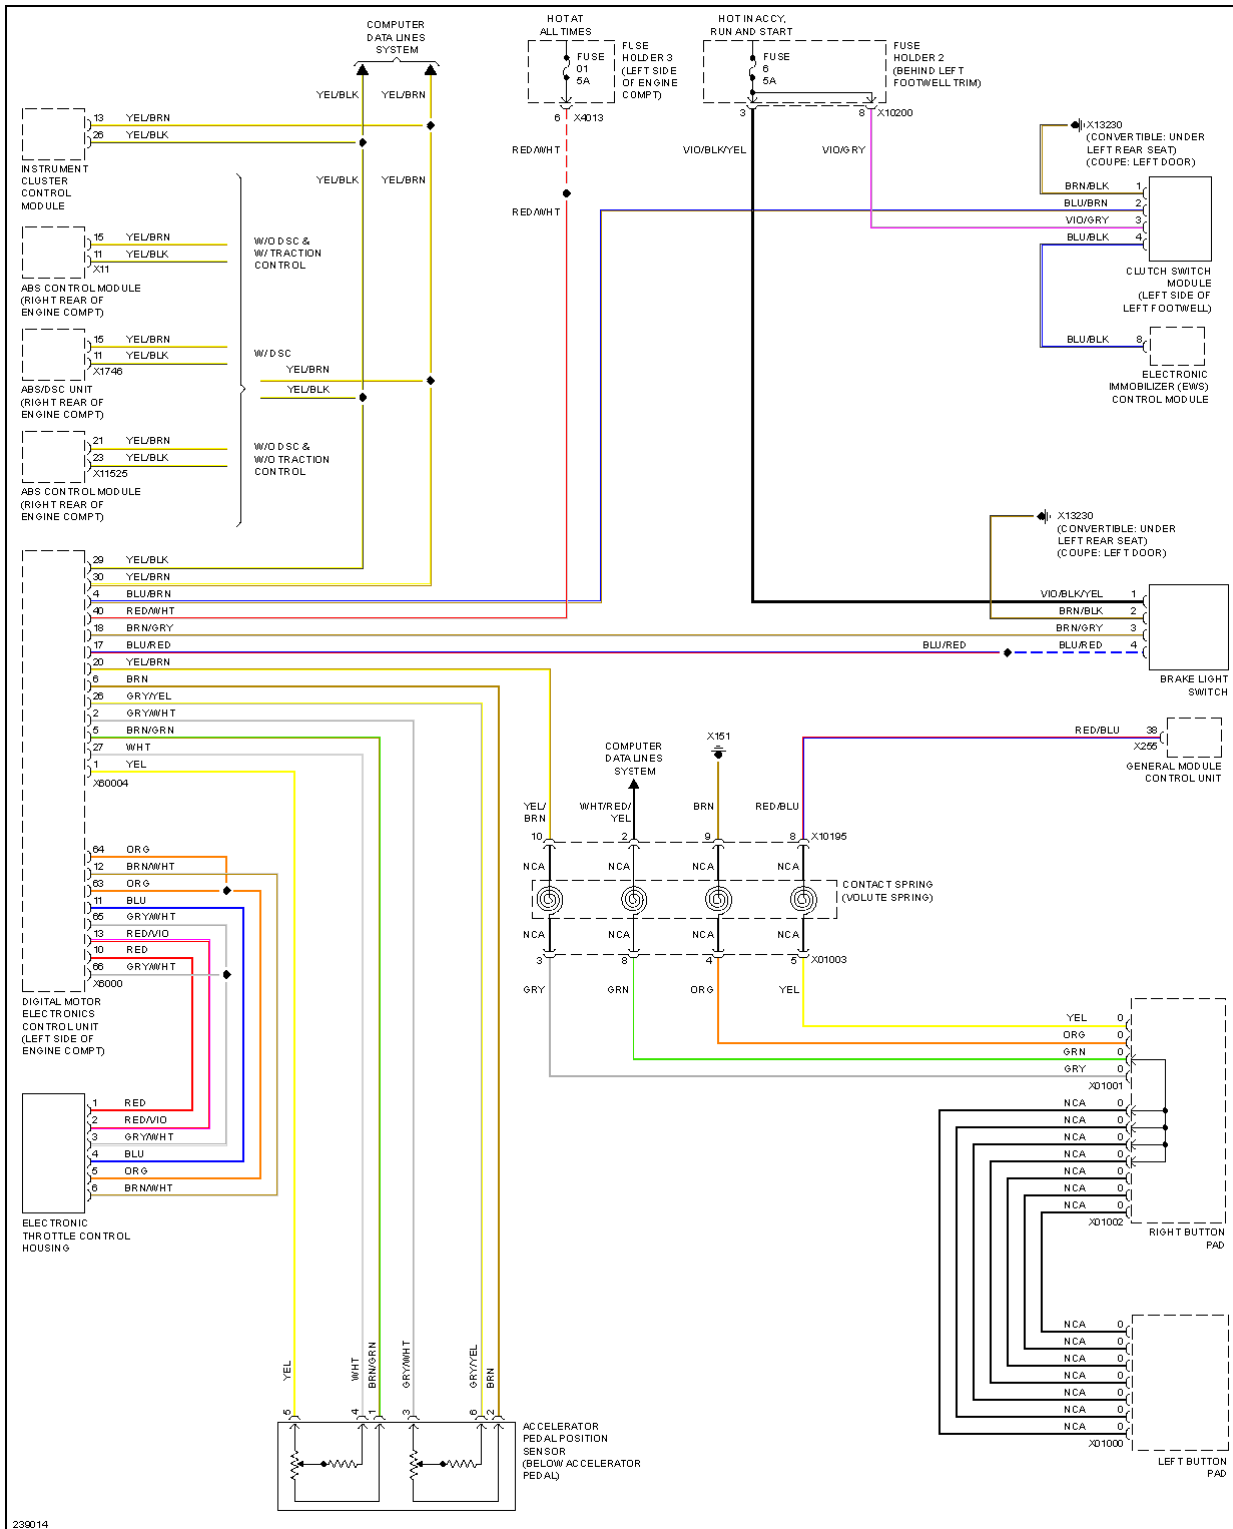 COMPUTER
DATA LINES
SYSTEM
YEL/BLK
YEL/BRN
HOT AT
ALL TIMES
FUSE
01
5A
FUSE
HOLDER 3
(LEFT SIDE
OF ENGINE
COMPT)
6
X4013
RED/WHT
RED/WHT
HOT IN ACCY,
RUN AND START
FUSE
6
5A
FUSE
HOLDER 2
(BEHIND LEFT
FOOTWELL TRIM)
3
8
X10200
VIO/BLK/YEL
VIO/GRY
13 YEL/BRN
26 YEL/BLK
INSTRUMENT
CLUSTER
CONTROL
MODULE
YEL/BLK
YEL/BRN
15 YEL/BRN
11 YEL/BLK
X11
ABS CONTROL MODULE
(RIGHT REAR OF
ENGINE COMPT)
W/O DSC &
W/ TRACTION
CONTROL
15 YEL/BRN
11 YEL/BLK
X1746
ABS/DSC UNIT
(RIGHT REAR OF
ENGINE COMPT)
W/ DSC
YEL/BRN
YEL/BLK
21 YEL/BRN
23 YEL/BLK
X11525
ABS CONTROL MODULE
(RIGHT REAR OF
ENGINE COMPT)
W/O DSC &
W/O TRACTION
CONTROL
X13230
(CONVERTIBLE: UNDER
LEFT REAR SEAT)
(COUPE: LEFT DOOR)
BRN/BLK 1
BLU/BRN 2
VIO/GRY 3
BLU/BLK 4
CLUTCH SWITCH
MODULE
(LEFT SIDE OF
LEFT FOOTWELL)
BLU/BLK 8
ELECTRONIC
IMMOBILIZER (EWS)
CONTROL MODULE
X13230
(CONVERTIBLE: UNDER
LEFT REAR SEAT)
(COUPE: LEFT DOOR)
VIO/BLK/YEL 1
BRN/BLK 2
BRN/GRY 3
BLU/RED
BLU/RED 4
BRAKE LIGHT
SWITCH
29 YEL/BLK
30 YEL/BRN
4 BLU/BRN
40 RED/WHT
18 BRN/GRY
17 BLU/RED
20 YEL/BRN
6 BRN
26 GRY/YEL
2 GRY/WHT
5 BRN/GRN
27 WHT
1 YEL
X60004
64 ORG
12 BRN/WHT
63 ORG
11 BLU
65 GRY/WHT
13 RED/VIO
10 RED
66 GRY/WHT
X6000
DIGITAL MOTOR
ELECTRONICS
CONTROL UNIT
(LEFT SIDE OF
ENGINE COMPT)
1 RED
2 RED/VIO
3 GRY/WHT
4 BLU
5 ORG
6 BRN/WHT
ELECTRONIC
THROTTLE CONTROL
HOUSING
RED/BLU 38
X255
GENERAL MODULE
CONTROL UNIT
COMPUTER
DATA LINES
SYSTEM
X151
YEL/
BRN
WHT/RED/
YEL
BRN
RED/BLU
10 2 9 8 X10195
NCA NCA NCA NCA
CONTACT SPRING
(VOLUTE SPRING)
NCA NCA NCA NCA
3 8 4 5 X01003
GRY GRN ORG YEL
YEL 0
ORG 0
GRN 0
GRY 0
X01001
NCA 0
NCA 0
NCA 0
NCA 0
NCA 0
NCA 0
NCA 0
X01002
RIGHT BUTTON
PAD
NCA 0
NCA 0
NCA 0
NCA 0
NCA 0
NCA 0
NCA 0
X01000
LEFT BUTTON
PAD
YEL WHT BRN/GRN GRY/WHT GRY/YEL BRN
5 4 1 3 6 2
ACCELERATOR
PEDAL POSITION
SENSOR
(BELOW ACCELERATOR
PEDAL)
239014